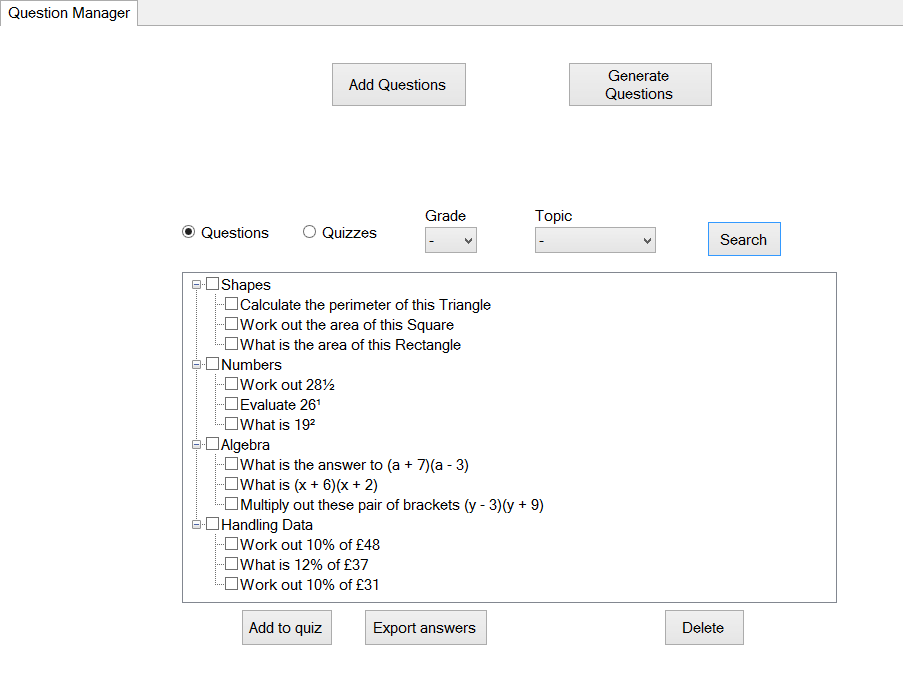 Question Manager
Add Questions
Generate
Questions
Questions
Quizzes
Grade
-
Topic
-
Search
Shapes
Calculate the perimeter of this Triangle
Work out the area of this Square
What is the area of this Rectangle
Numbers
Work out 28½
Evaluate 26¹
What is 19²
Algebra
What is the answer to (a + 7)(a - 3)
What is (x + 6)(x + 2)
Multiply out these pair of brackets (y - 3)(y + 9)
Handling Data
Work out 10% of £48
What is 12% of £37
Work out 10% of £31
Add to quiz
Export answers
Delete